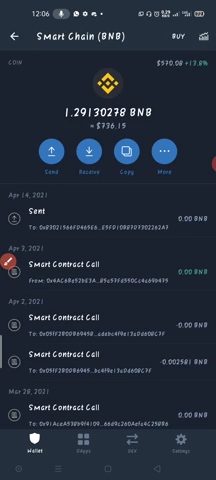 12:06
Smart Chain (BNB)
BUY
COIN
$570.08 +13.8%
1.29130278 BNB
≈ $736.15
Send
Receive
Copy
More
Apr 14, 2021
Sent
0.00 BNB
Apr 3, 2021
Smart Contract Call
0.00 BNB
Apr 2, 2021
Smart Contract Call
-0.00 BNB
Smart Contract Call
-0.002581 BNB
Mar 28, 2021
Smart Contract Call
0.00 BNB
Wallet
DApps
DEX
Settings